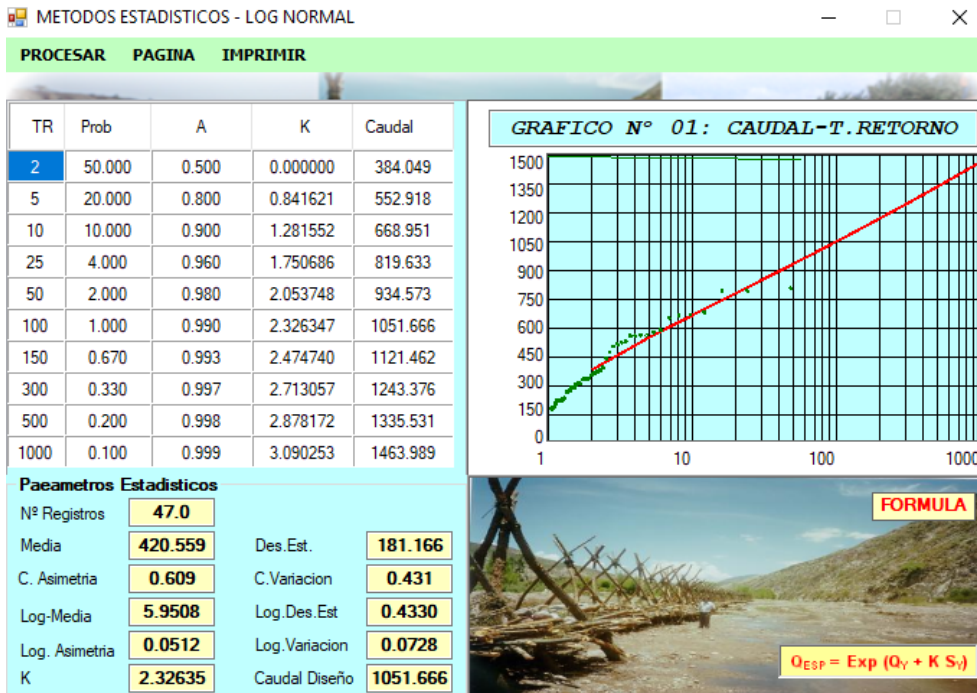 METODOS ESTADISTICOS - LOG NORMAL
PROCESAR PAGINA IMPRIMIR
TR Prob A K Caudal
2 50.000 0.500 0.000000 384.049
5 20.000 0.800 0.841621 552.918
10 10.000 0.900 1.281552 668.951
25 4.000 0.960 1.750686 819.633
50 2.000 0.980 2.053748 934.573
100 1.000 0.990 2.326347 1051.666
150 0.670 0.993 2.474740 1121.462
300 0.330 0.997 2.713057 1243.376
500 0.200 0.998 2.878172 1335.531
1000 0.100 0.999 3.090253 1463.989
GRAFICO Nº 01: CAUDAL-T.RETORNO
1500
1350
1200
1050
900
750
600
450
300
150
0
1 10 100 1000
Paeametros Estadisticos
Nº Registros 47.0
Media 420.559 Des.Est. 181.166
C. Asimetria 0.609 C.Variacion 0.431
Log-Media 5.9508 Log.Des.Est 0.4330
Log. Asimetria 0.0512 Log.Variacion 0.0728
K 2.32635 Caudal Diseño 1051.666
FORMULA
QESP = Exp (QY + K SY)